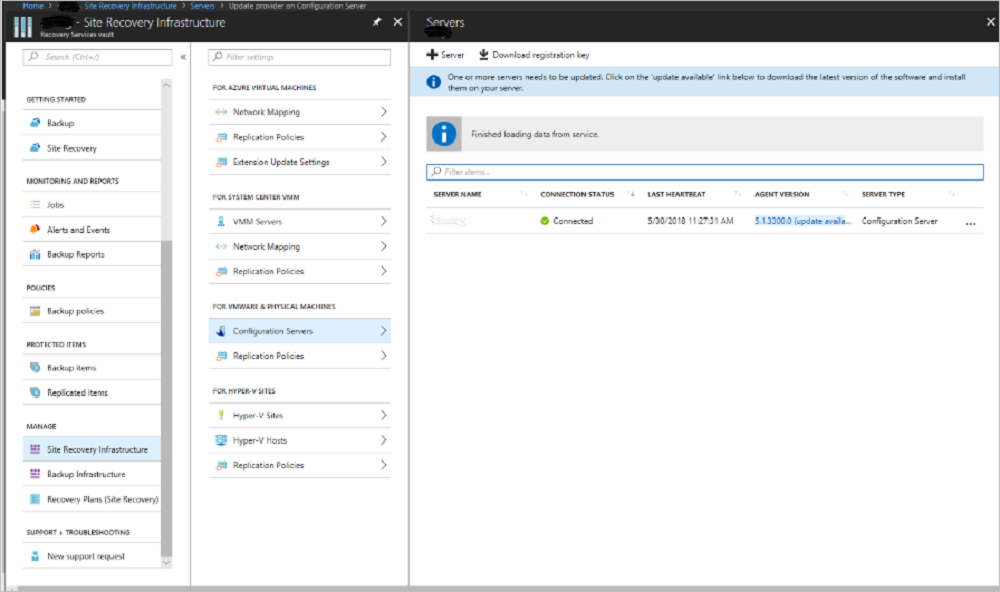 Home > Site Recovery Infrastructure > Servers > Update provider on Configuration Server
- Site Recovery Infrastructure
Recovery Services vault
Search (Ctrl+/)
GETTING STARTED
Backup
Site Recovery
MONITORING AND REPORTS
Jobs
Alerts and Events
Backup Reports
POLICIES
Backup policies
PROTECTED ITEMS
Backup items
Replicated items
MANAGE
Site Recovery Infrastructure
Backup Infrastructure
Recovery Plans (Site Recovery)
SUPPORT + TROUBLESHOOTING
New support request
Filter settings
FOR AZURE VIRTUAL MACHINES
Network Mapping
Replication Policies
Extension Update Settings
FOR SYSTEM CENTER VMM
VMM Servers
Network Mapping
Replication Policies
FOR VMWARE & PHYSICAL MACHINES
Configuration Servers
Replication Policies
FOR HYPER-V SITES
Hyper-V Sites
Hyper-V Hosts
Replication Policies
Servers
+ Server Download registration key
One or more servers needs to be updated. Click on the 'update available' link below to download the latest version of the software and install
them on your server.
Finished loading data from service.
Filter items...
SERVER NAME CONNECTION STATUS LAST HEARTBEAT AGENT VERSION SERVER TYPE
Connected 5/30/2018 11:27:31 AM 5.1.3300.0 (update availa... Configuration Server ...